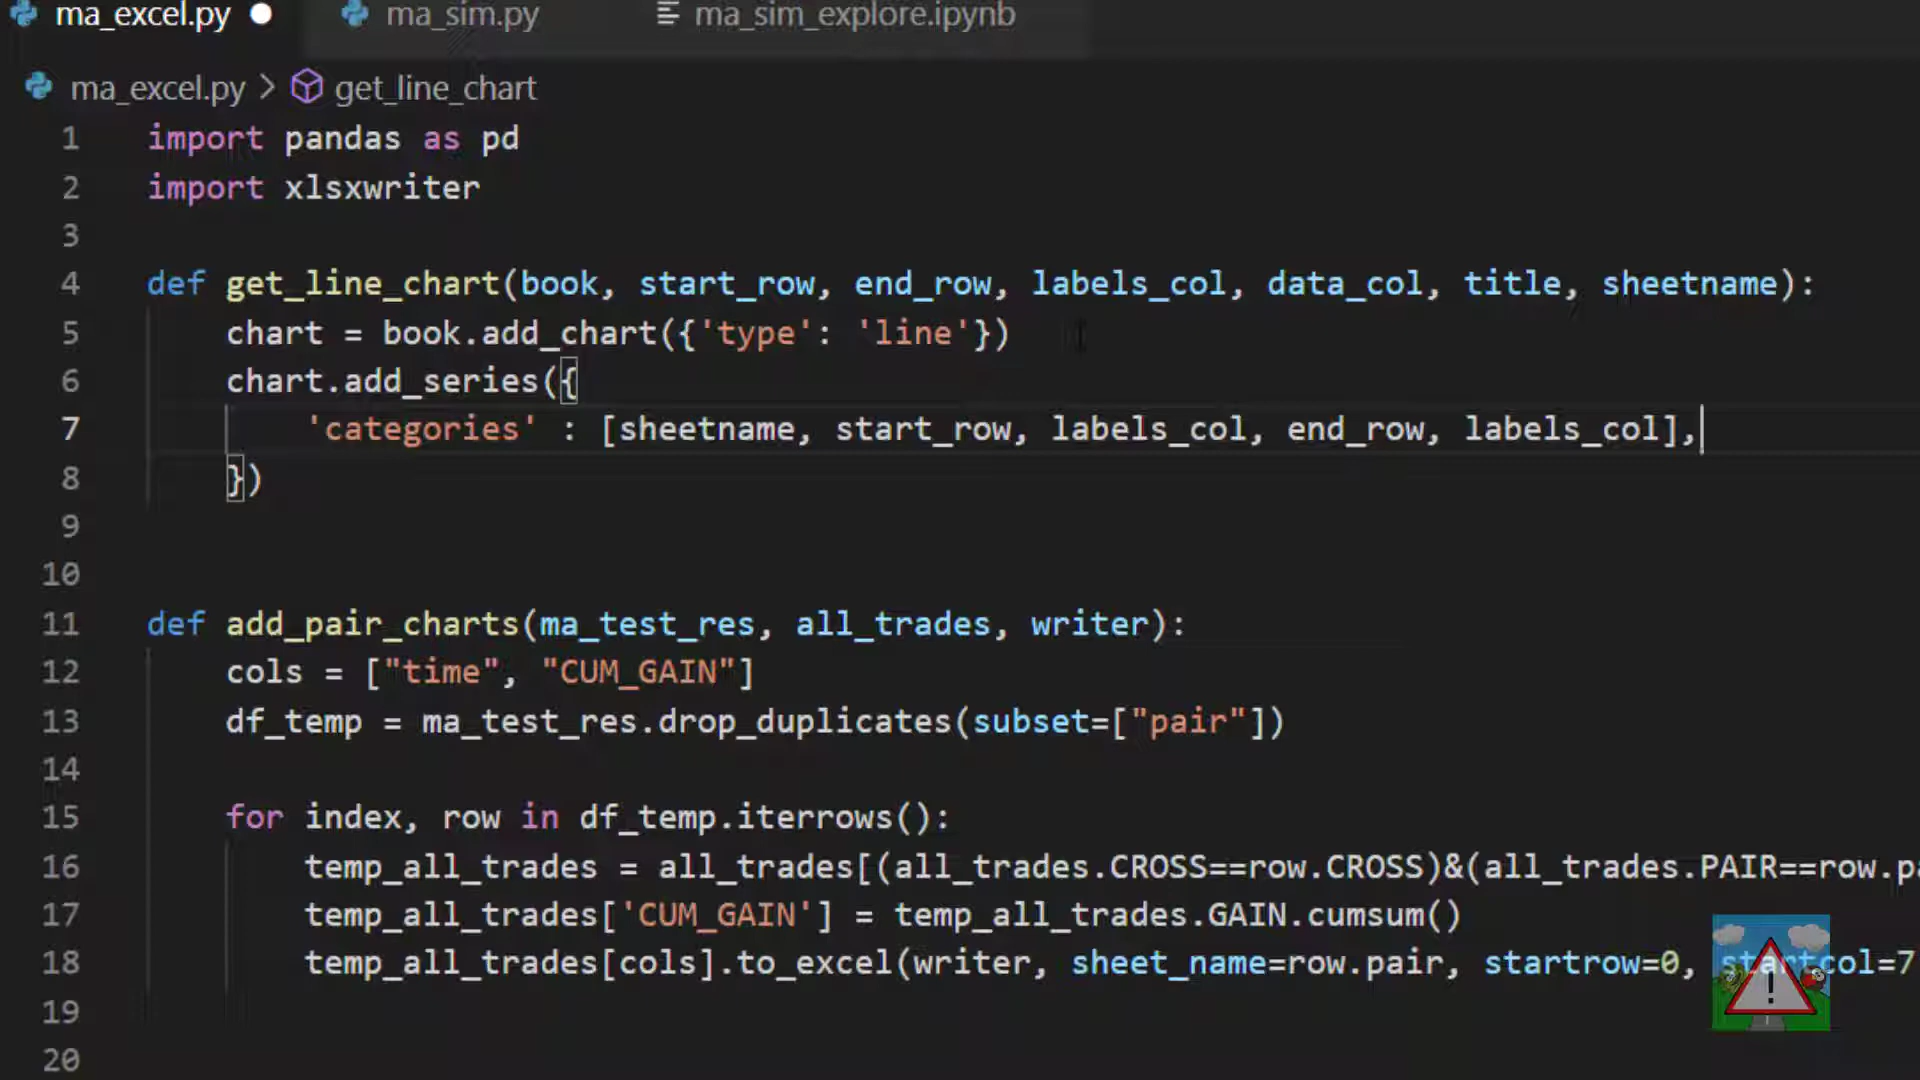 ma_excel.py ma_sim.py ma_sim_explore.ipynb
ma_excel.py > get_line_chart
1 import pandas as pd
2 import xlsxwriter
3
4 def get_line_chart(book, start_row, end_row, labels_col, data_col, title, sheetname):
5 chart = book.add_chart({'type': 'line'})
6 chart.add_series({
7 'categories' : [sheetname, start_row, labels_col, end_row, labels_col],
8 })
9
10
11 def add_pair_charts(ma_test_res, all_trades, writer):
12 cols = ["time", "CUM_GAIN"]
13 df_temp = ma_test_res.drop_duplicates(subset=["pair"])
14
15 for index, row in df_temp.iterrows():
16 temp_all_trades = all_trades[(all_trades.CROSS==row.CROSS)&(all_trades.PAIR==row.pa
17 temp_all_trades['CUM_GAIN'] = temp_all_trades.GAIN.cumsum()
18 temp_all_trades[cols].to_excel(writer, sheet_name=row.pair, startrow=0, startcol=7
19
20